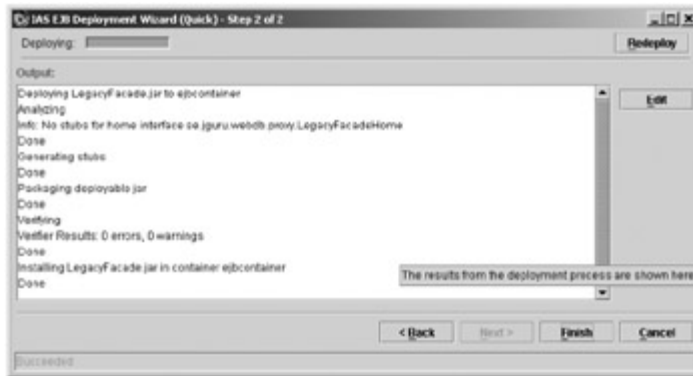 IAS EJB Deployment Wizard (Quick) - Step 2 of 2
Deploying:
Redeploy
Output:
Deploying LegacyFacade.jar to ejbcontainer
Edit
Analyzing
Info: No stubs for home interface se.jguru.webdb.proxy.LegacyFacadeHome
Done
Generating stubs
Done
Packaging deployable jar
Done
Verifying
Verifier Results: 0 errors, 0 warnings
Done
Installing LegacyFacade.jar in container ejbcontainer
The results from the deployment process are shown here
Done
< Back
Next >
Finish
Cancel
Succeeded